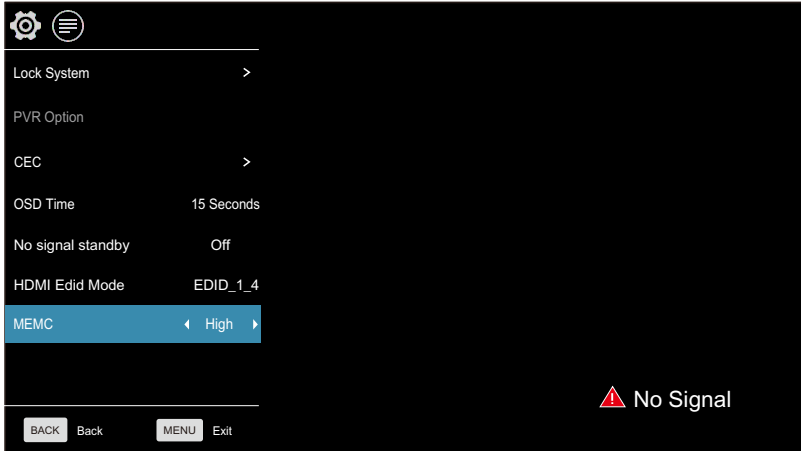 Lock System >
PVR Option
CEC >
OSD Time 15 Seconds
No signal standby Off
HDMI Edid Mode EDID_1_4
MEMC High
No Signal
BACK Back MENU Exit